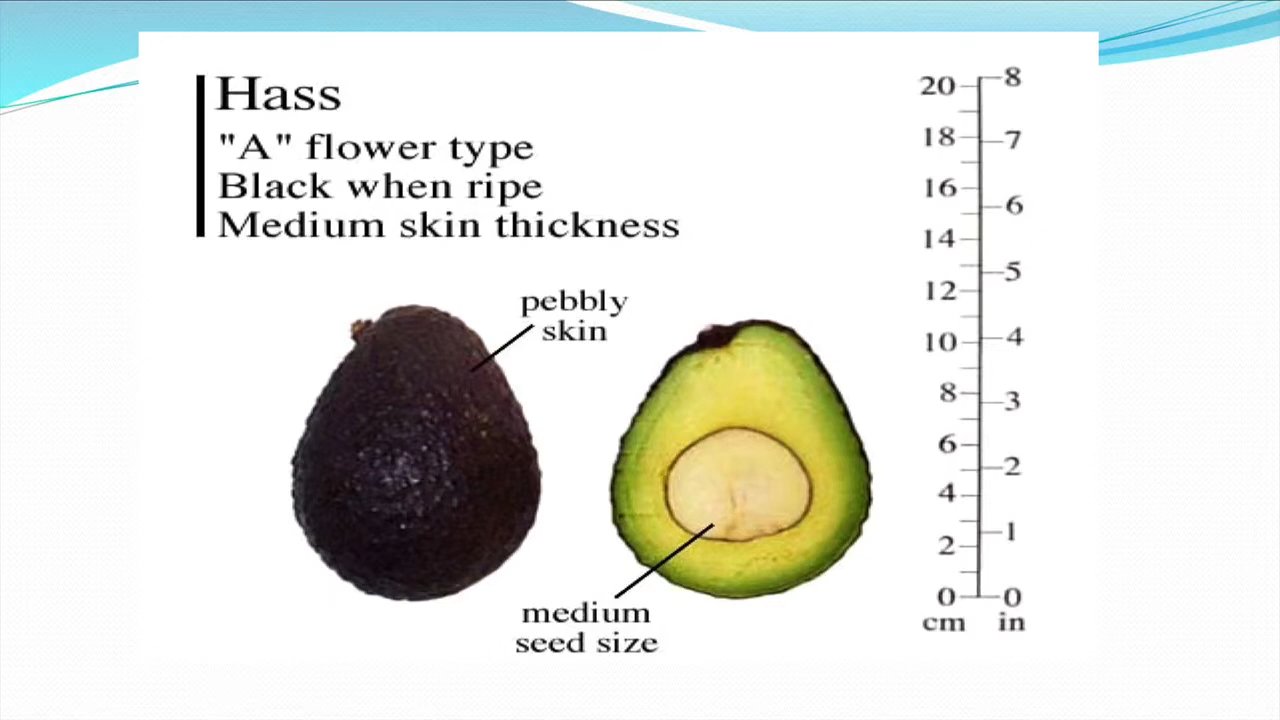 Hass
"A" flower type
Black when ripe
Medium skin thickness
pebbly
skin
medium
seed size
20
18
16
14
12
10
8
6
4
2
0
cm
8
7
6
5
4
3
2
1
0
in